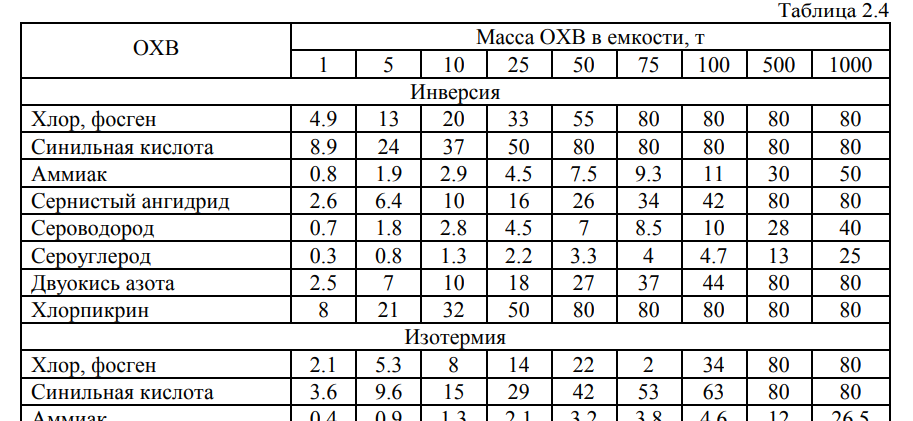 Таблица 2.4
ОХВ Масса ОХВ в емкости, т
1 5 10 25 50 75 100 500 1000
Инверсия
Хлор, фосген 4.9 13 20 33 55 80 80 80 80
Синильная кислота 8.9 24 37 50 80 80 80 80 80
Аммиак 0.8 1.9 2.9 4.5 7.5 9.3 11 30 50
Сернистый ангидрид 2.6 6.4 10 16 26 34 42 80 80
Сероводород 0.7 1.8 2.8 4.5 7 8.5 10 28 40
Сероуглерод 0.3 0.8 1.3 2.2 3.3 4 4.7 13 25
Двуокись азота 2.5 7 10 18 27 37 44 80 80
Хлорпикрин 8 21 32 50 80 80 80 80 80
Изотермия
Хлор, фосген 2.1 5.3 8 14 22 2 34 80 80
Синильная кислота 3.6 9.6 15 29 42 53 63 80 80
Аммиак 0.4 0.9 1.3 2.1 3.2 3.8 4.6 12 26.5